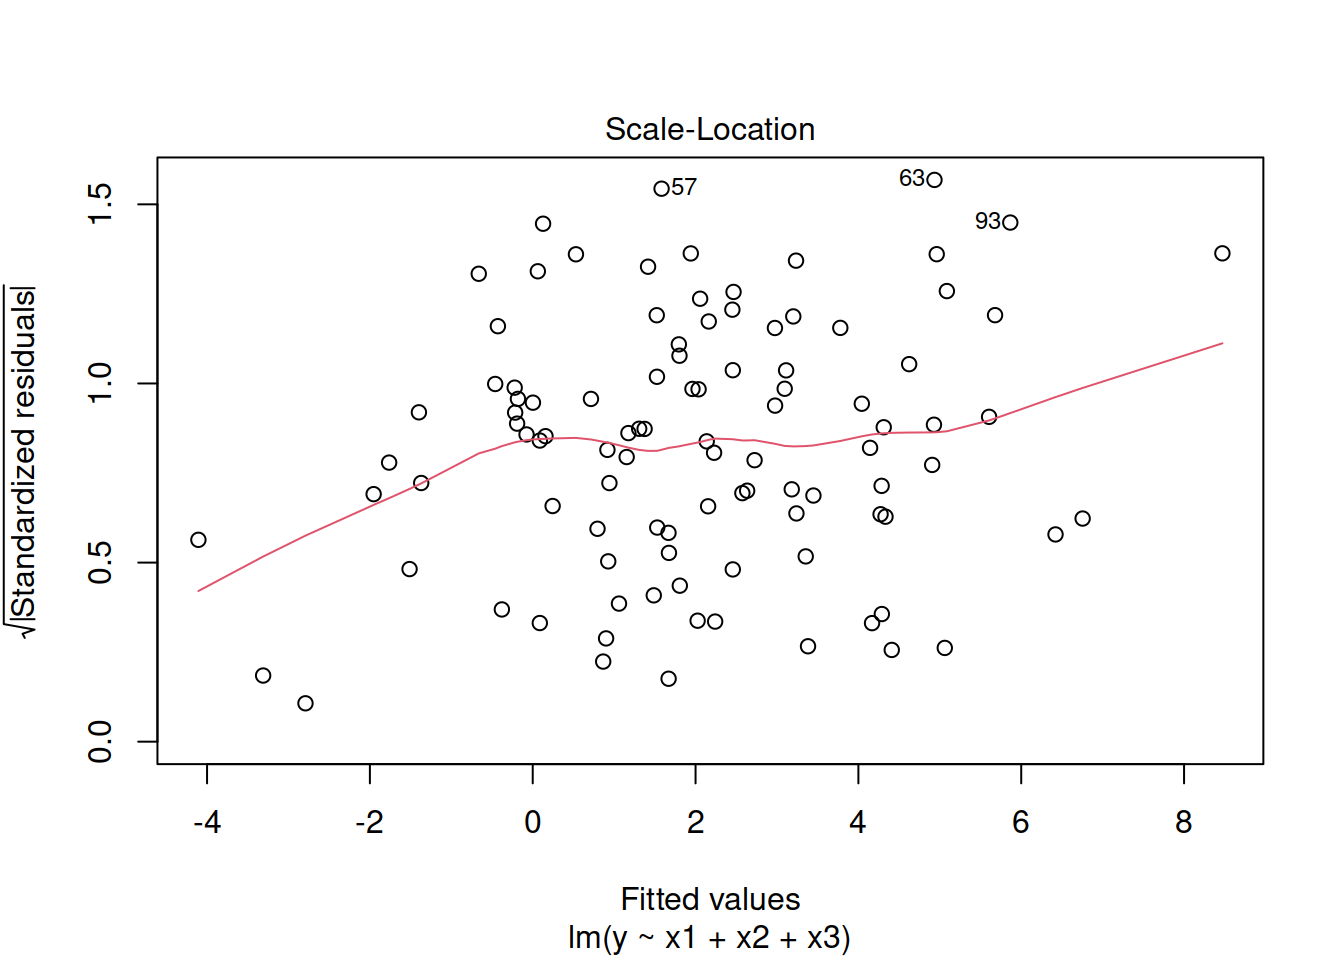 Scale-Location
57
63
93
√|Standardized residuals|
1.5
1.0
0.5
0.0
-4 -2 0 2 4 6 8
Fitted values
lm(y ~ x1 + x2 + x3)